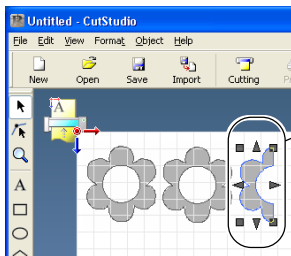 Untitled - CutStudio
File Edit View Format Object Help
New Open Save Import Cutting
A
A